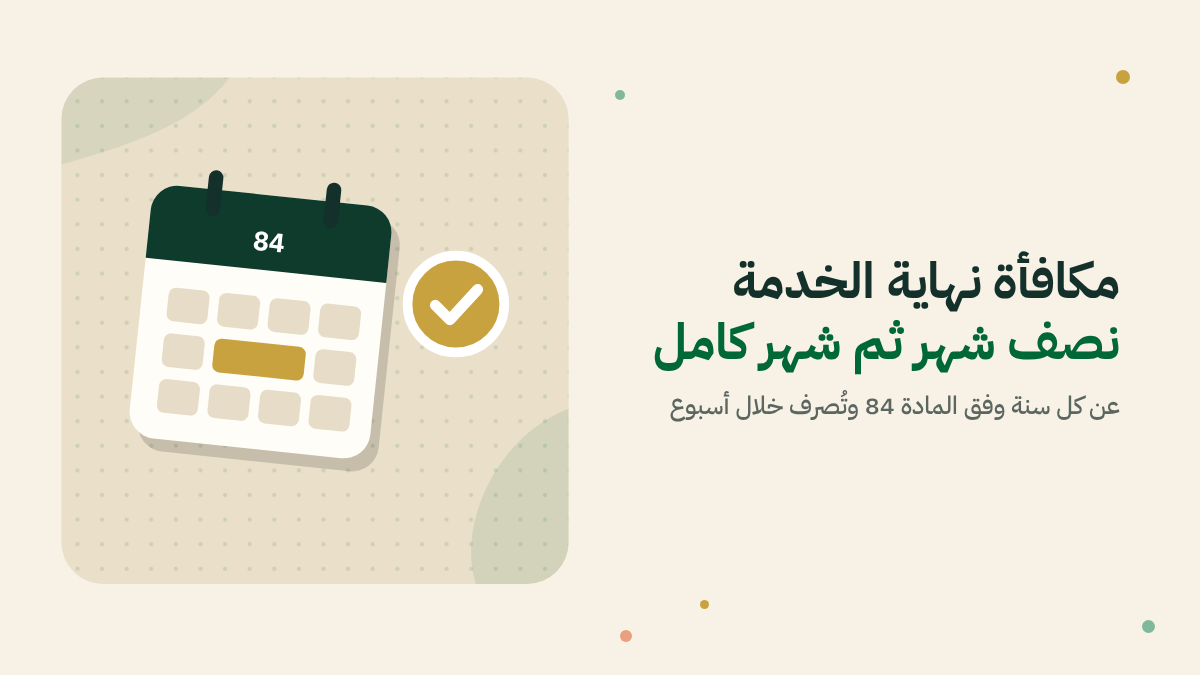 84
مكافأة نهاية الخدمة
نصف شهر ثم شهر كامل
عن كل سنة وفق المادة 84 وتُصرف خلال أسبوع